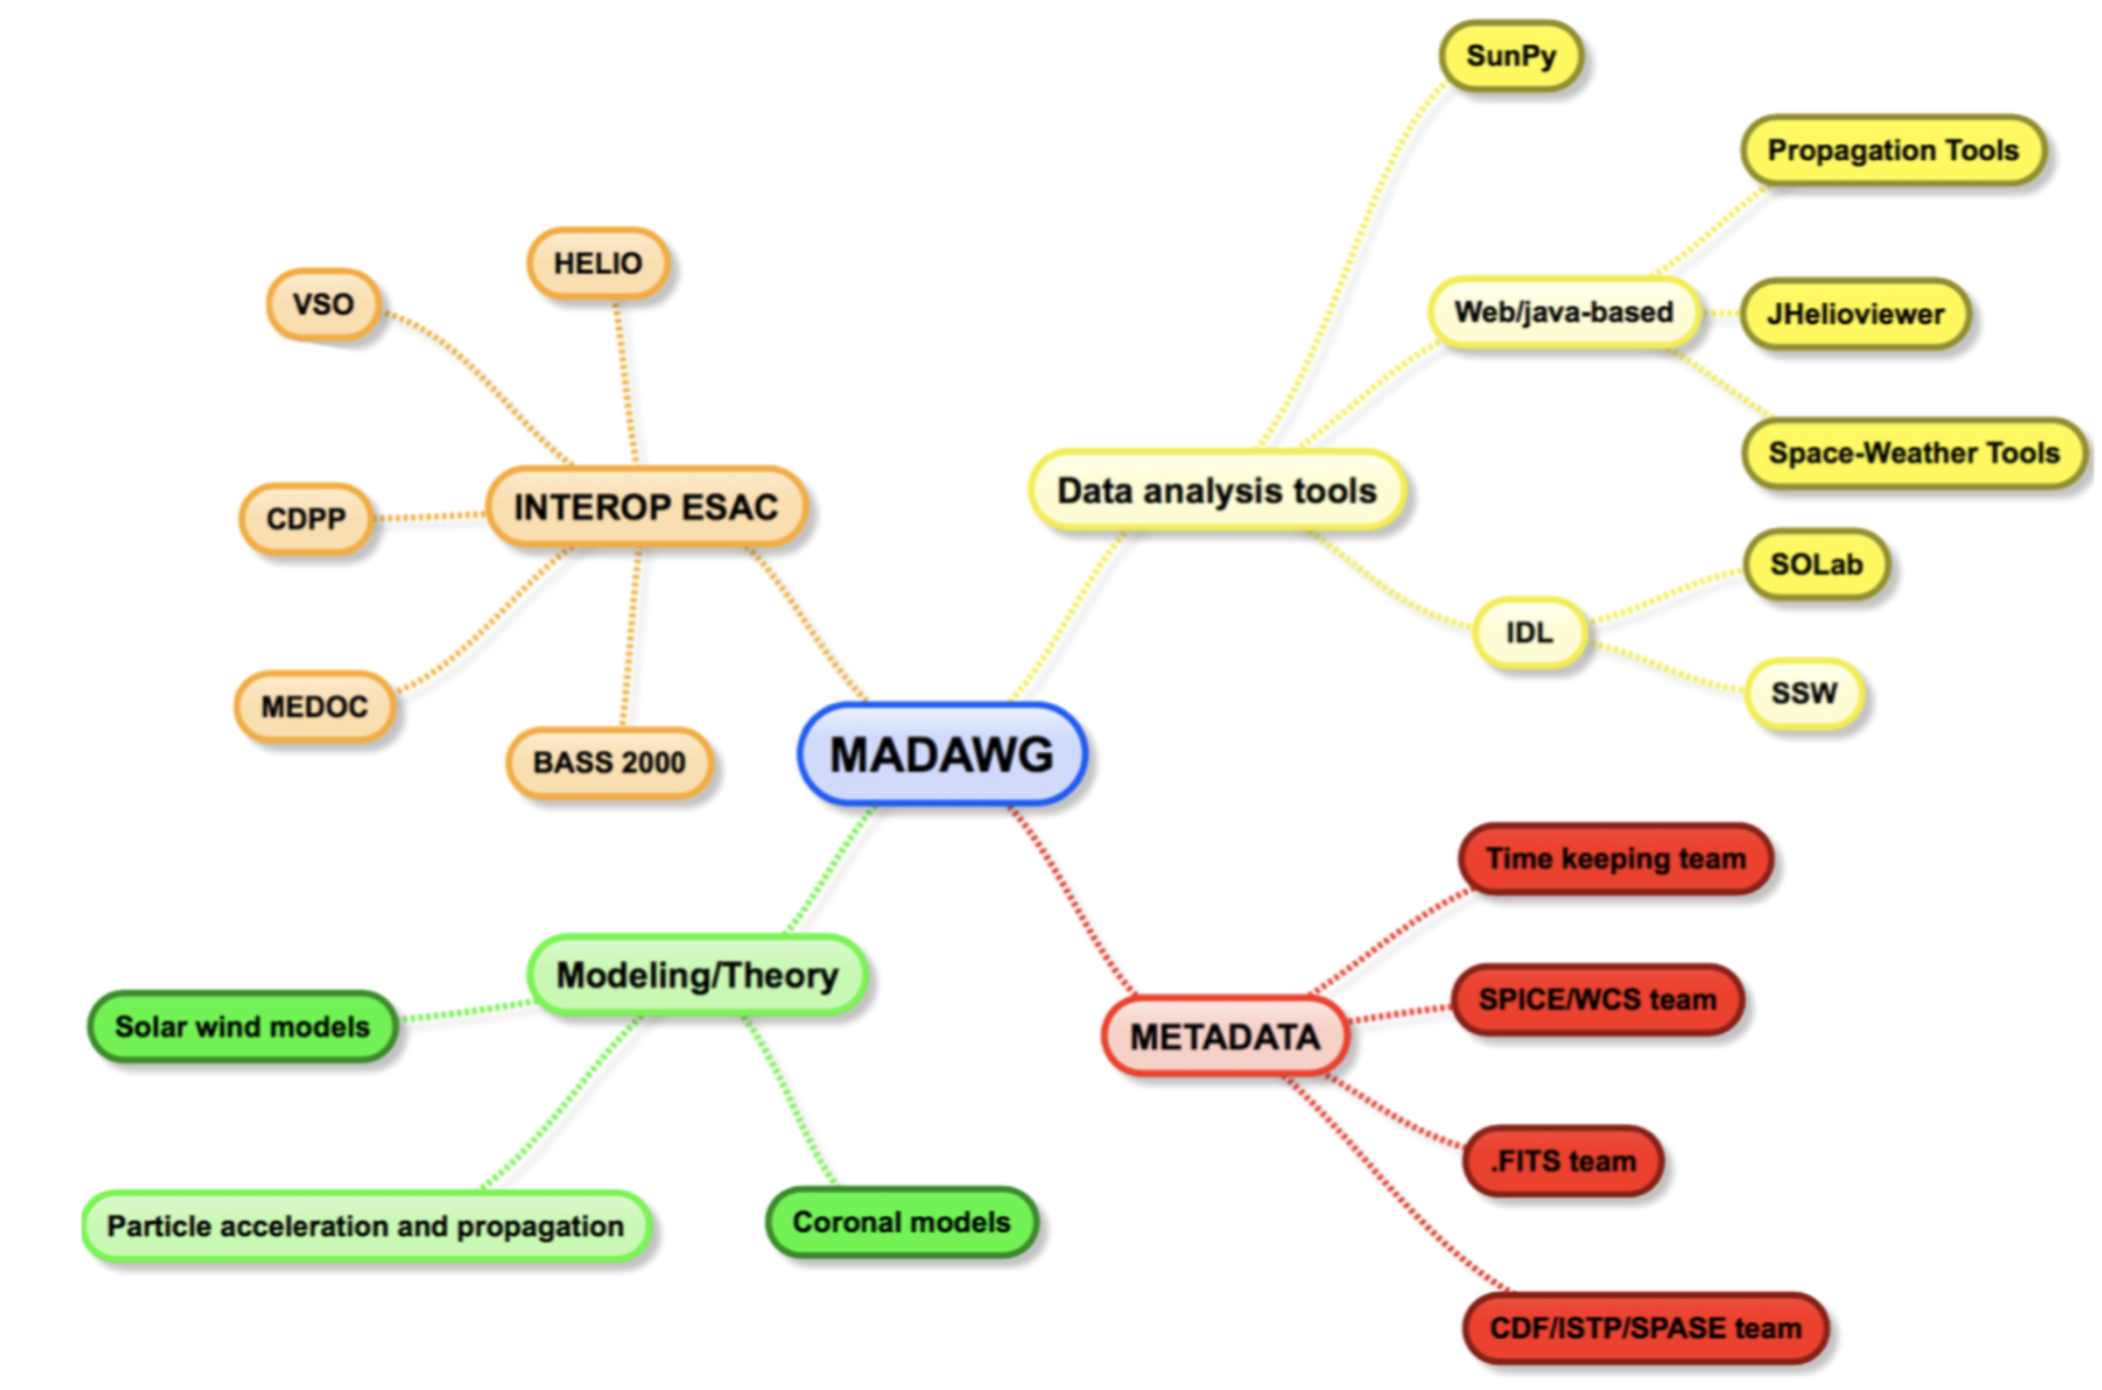 SunPy
Propagation Tools
HELIO
VSO
Web/java-based
JHelioviewer
Space-Weather Tools
INTEROP ESAC
Data analysis tools
CDPP
SOLab
IDL
SSW
MEDOC
BASS 2000
MADAWG
Time keeping team
Modeling/Theory
SPICE/WCS team
Solar wind models
METADATA
.FITS team
Particle acceleration and propagation
Coronal models
CDF/ISTP/SPASE team